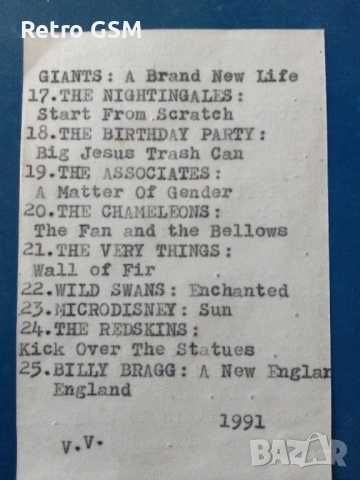 Retro GSM
GIANTS: A Brand New Life
17.THE NIGHTINGALES:
Start From Scratch
18.THE BIRTHDAY PARTY:
Big Jesus Trash Can
19.THE ASSOCIATES:
A Matter Of Gender
20.THE CHAMELEONS:
The Fan and the Bellows
21.THE VERY THINGS:
Wall of Fir
22.WILD SWANS: Enchanted
23.MICRODISNEY: Sun
24.THE REDSKINS:
Kick Over The Statues
25.BILLY BRAGG: A New Englan
England
1991
V.V.
BAZAR